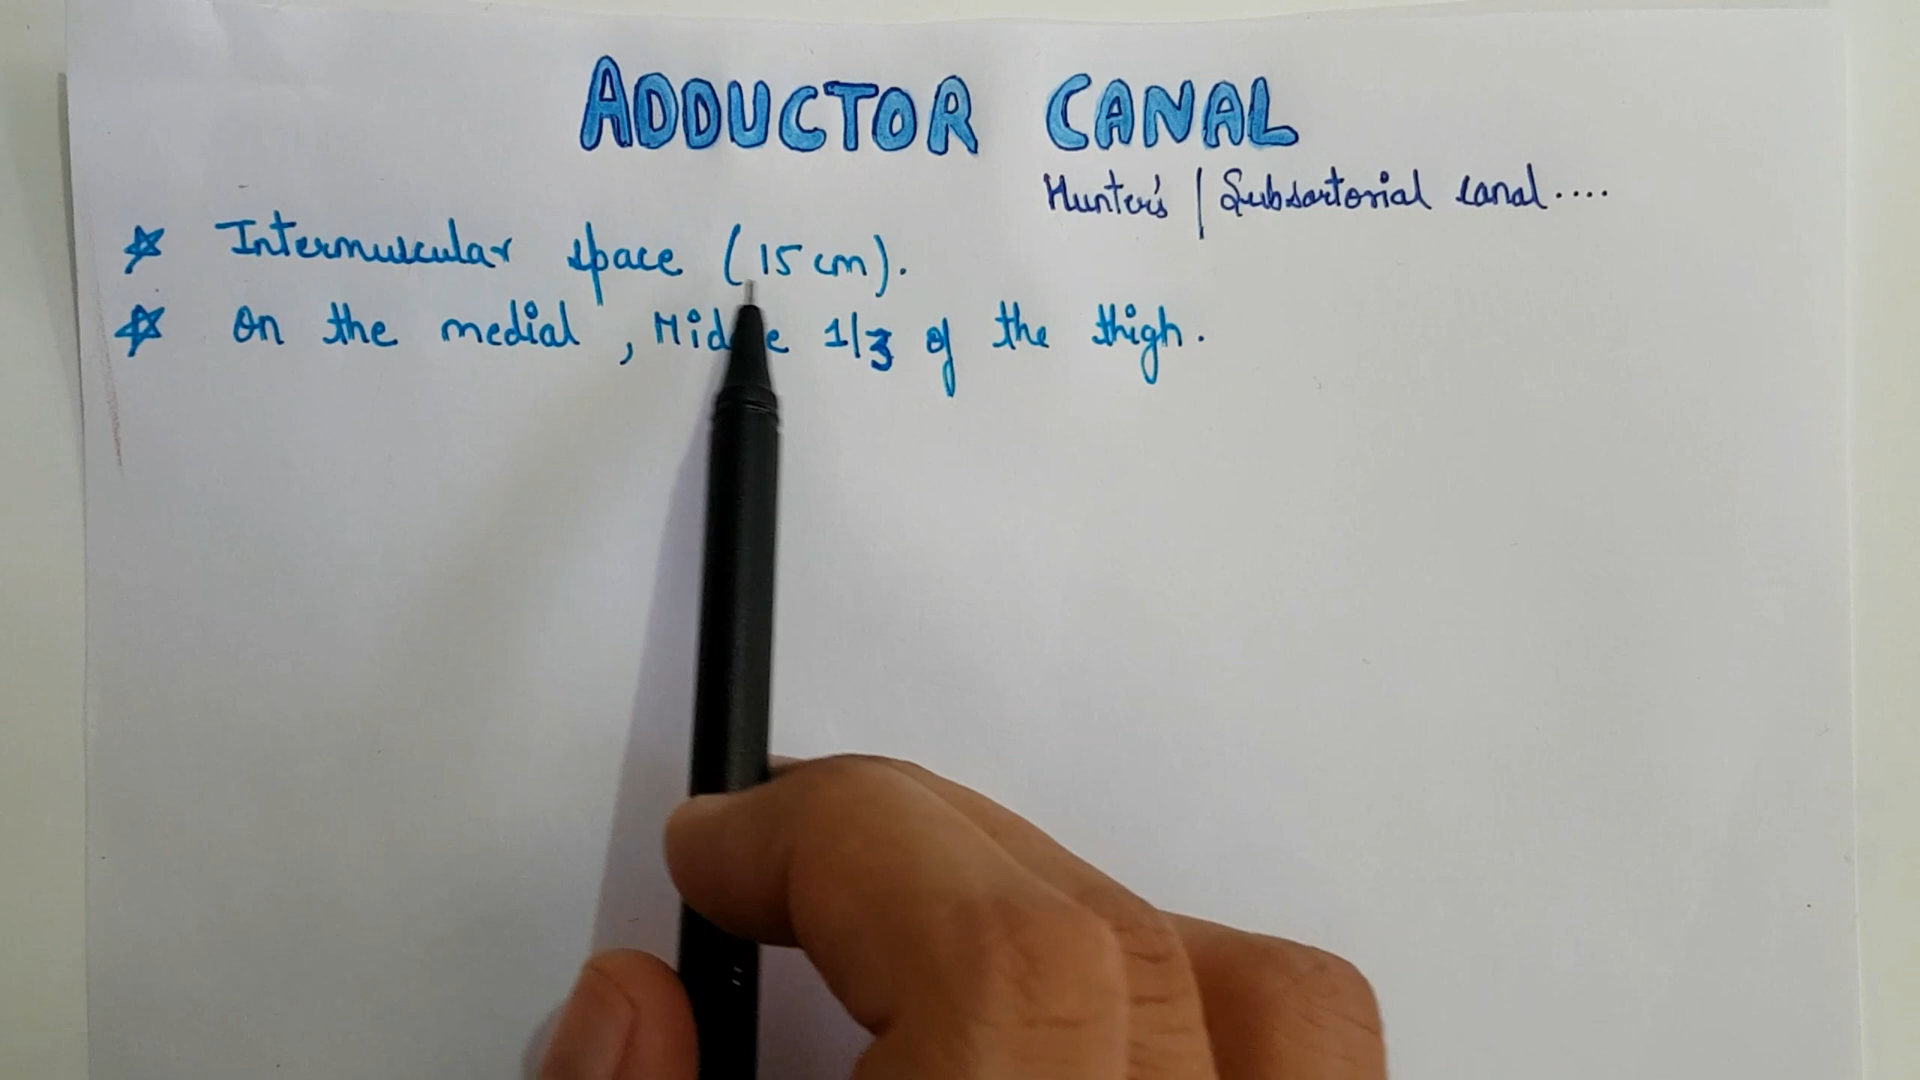 ADDUCTOR CANAL
Hunter's | Subsartorial canal....
☆ Intermuscular space (15 cm).
☆ On the medial, Middle 1/3 of the thigh.